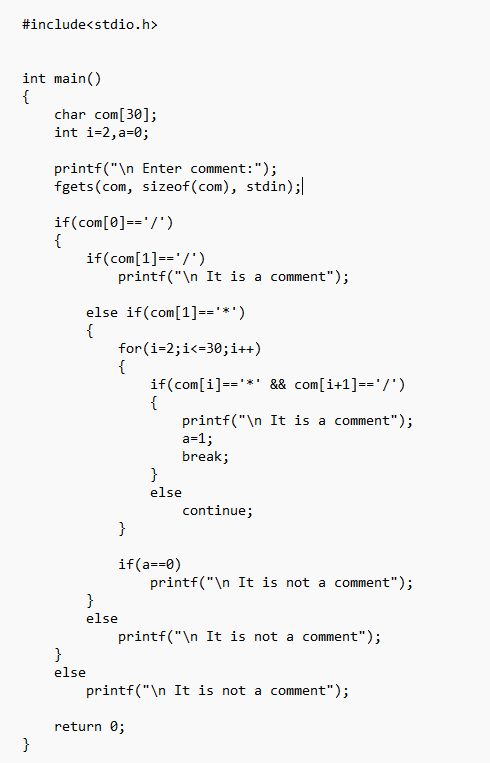 #include<stdio.h>
int main()
{
    char com[30];
    int i=2,a=0;
    printf("\n Enter comment:");
    fgets(com, sizeof(com), stdin);
    if(com[0]=='/')
    {
        if(com[1]=='/')
            printf("\n It is a comment");
        else if(com[1]=='*')
        {
            for(i=2;i<=30;i++)
            {
                if(com[i]=='*' && com[i+1]=='/')
                {
                    printf("\n It is a comment");
                    a=1;
                    break;
                }
                else
                    continue;
            }
            if(a==0)
                printf("\n It is not a comment");
        }
        else
            printf("\n It is not a comment");
    }
    else
        printf("\n It is not a comment");
    return 0;
}